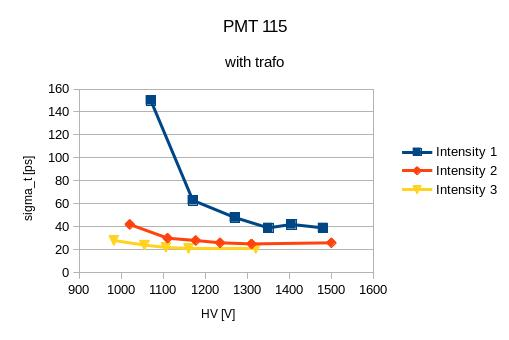 PMT 115
with trafo
160
140
120
100
80
60
40
20
0
sigma_t [ps]
900 1000 1100 1200 1300 1400 1500 1600
HV [V]
Intensity 1
Intensity 2
Intensity 3